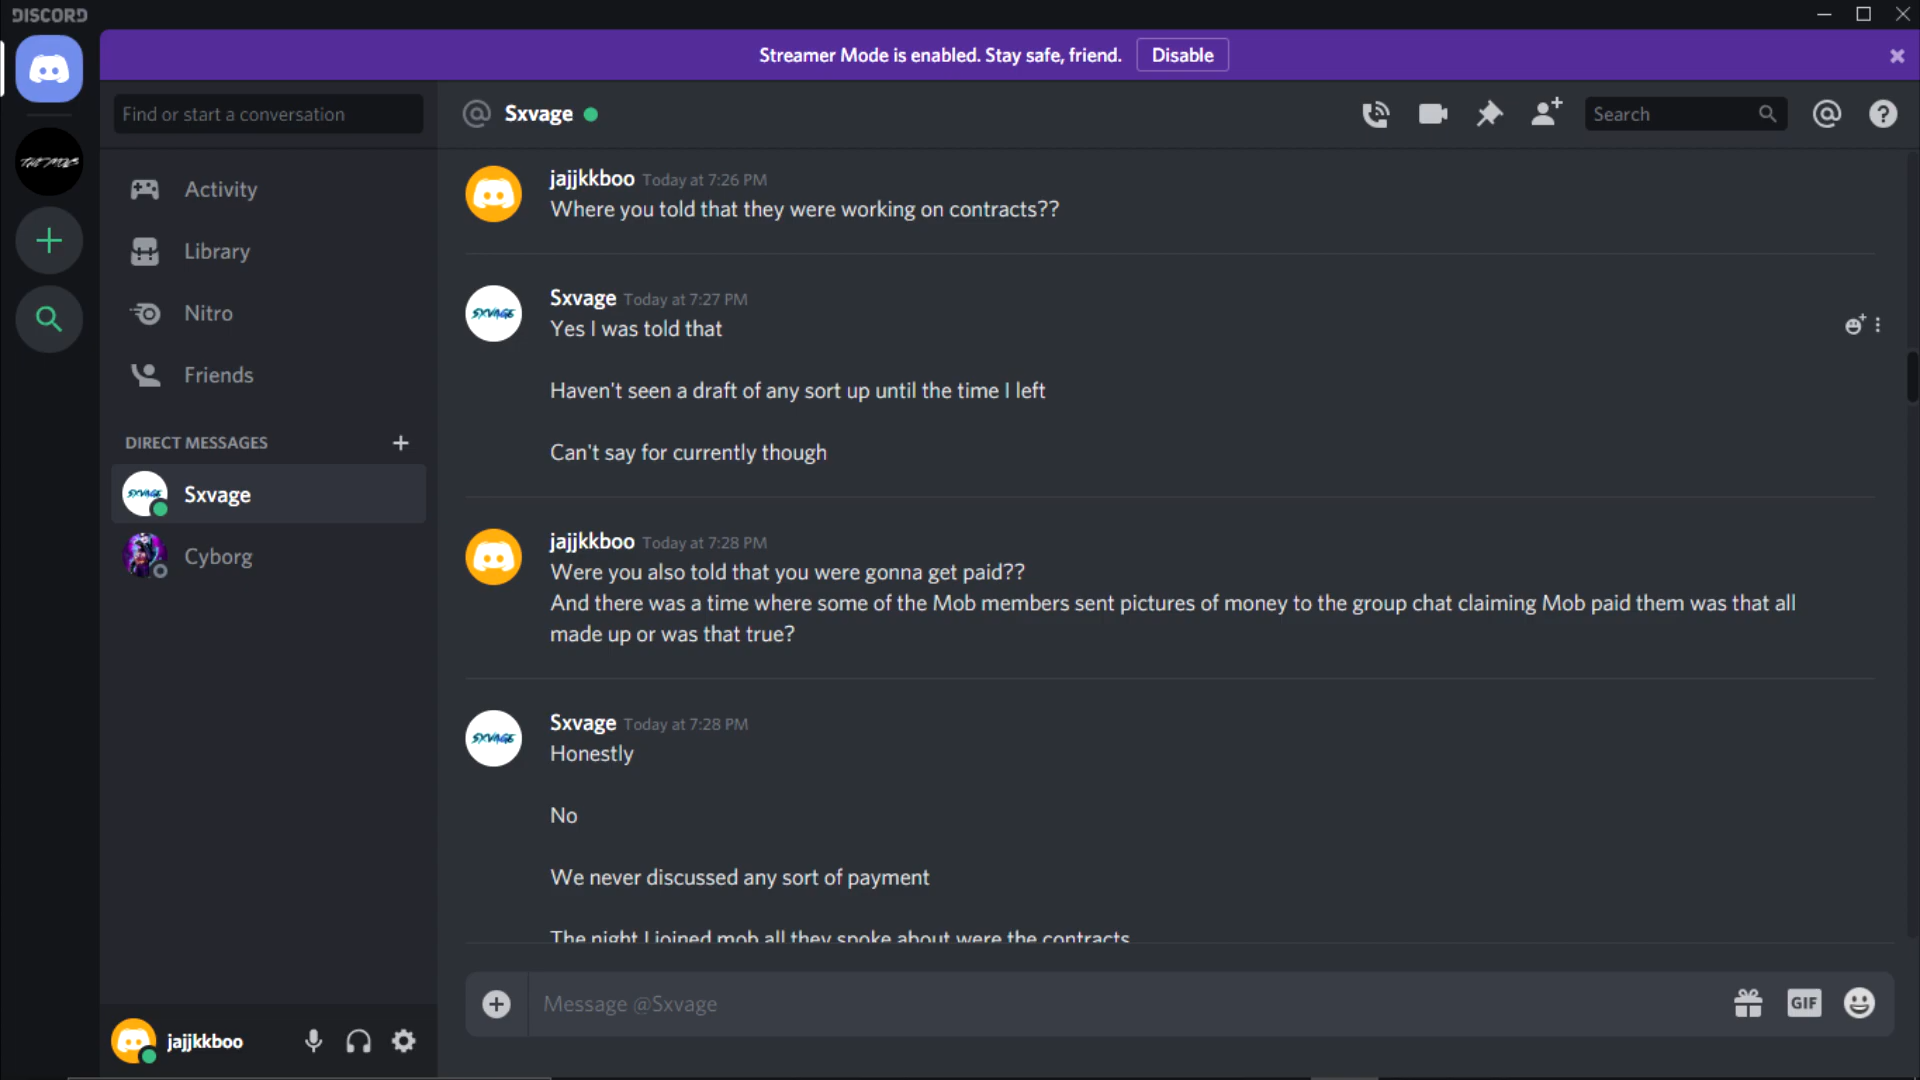 DISCORD
Streamer Mode is enabled. Stay safe, friend.
Disable
Find or start a conversation
Sxvage
Search
Activity
Library
Nitro
Friends
DIRECT MESSAGES
Sxvage
Cyborg
jajjkkboo Today at 7:26 PM
Where you told that they were working on contracts??
SXVAGE
Sxvage Today at 7:27 PM
Yes I was told that
Haven't seen a draft of any sort up until the time I left
Can't say for currently though
jajjkkboo Today at 7:28 PM
Were you also told that you were gonna get paid??
And there was a time where some of the Mob members sent pictures of money to the group chat claiming Mob paid them was that all
made up or was that true?
SXVAGE
Sxvage Today at 7:28 PM
Honestly
No
We never discussed any sort of payment
The night I joined mob all they spoke about were the contracts
Message @Sxvage
GIF
jajjkkboo